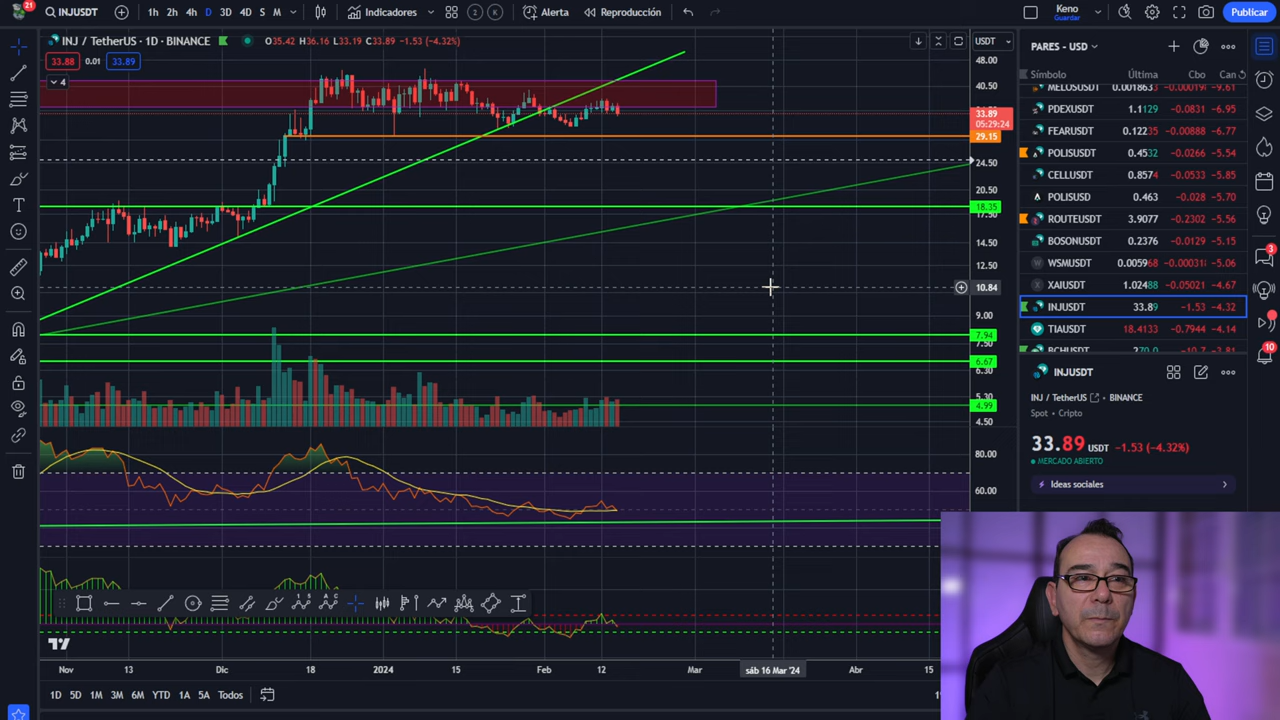 21
INJUSDT
1h 2h 4h D 3D 4D S M
Indicadores
2 K
Alerta
Reproducción
Keno
Guardar
Publicar
INJ / TetherUS · 1D · BINANCE
O35.42 H36.16 L33.19 C33.89 −1.53 (−4.32%)
USDT
33.88 0.01 33.89
4
48.00
40.50
33.89
05:29:24
29.15
24.50
20.50
18.35
17.50
14.50
12.50
10.84
9.00
7.94
7.50
6.67
6.30
5.30
4.99
4.50
80.00
60.00
Nov 13 Dic 18 2024 15 Feb 12 Mar sáb 16 Mar '24 Abr 15
1D 5D 1M 3M 6M YTD 1A 5A Todos
PARES - USD
Símbolo Última Cbo Can
MELOSUSDT 0.001863 −9.61
PDEXUSDT 1.1129 −0.0831 −6.95
FEARUSDT 0.12235 −0.00888 −6.77
POLISUSDT 0.4532 −0.0266 −5.54
CELLUSDT 0.8574 −0.0533 −5.85
POLISUSD 0.463 −0.028 −5.70
ROUTEUSDT 3.9077 −0.2302 −5.56
BOSONUSDT 0.2376 −0.0129 −5.15
WSMUSDT 0.005968 −0.000318 −5.06
XAIUSDT 1.02488 −0.05021 −4.67
INJUSDT 33.89 −1.53 −4.32
TIAUSDT 18.4133 −0.7944 −4.14
BCHUSDT 270.0 −10.7 −3.81
INJUSDT
INJ / TetherUS • BINANCE
Spot • Cripto
33.89 USDT −1.53 (−4.32%)
MERCADO ABIERTO
Ideas sociales
3
10